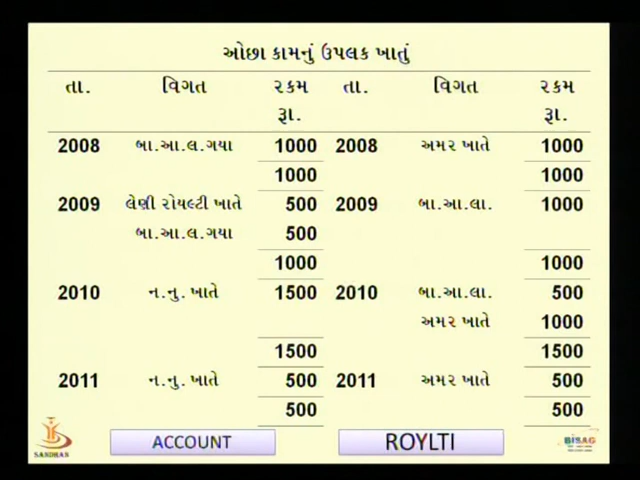 ઓછા કામનું ઉપલક ખાતું
તા. વિગત રકમ તા. વિગત રકમ
રૂા. રૂા.
2008 બા.આ.લ.ગયા 1000 2008 અમર ખાતે 1000
1000 1000
2009 લેણી રોયલ્ટી ખાતે 500 2009 બા.આ.લા. 1000
બા.આ.લ.ગયા 500
1000 1000
2010 ન.નુ. ખાતે 1500 2010 બા.આ.લા. 500
અમર ખાતે 1000
1500 1500
2011 ન.નુ. ખાતે 500 2011 અમર ખાતે 500
500 500
ACCOUNT ROYLTI
SANDHAN BISAG